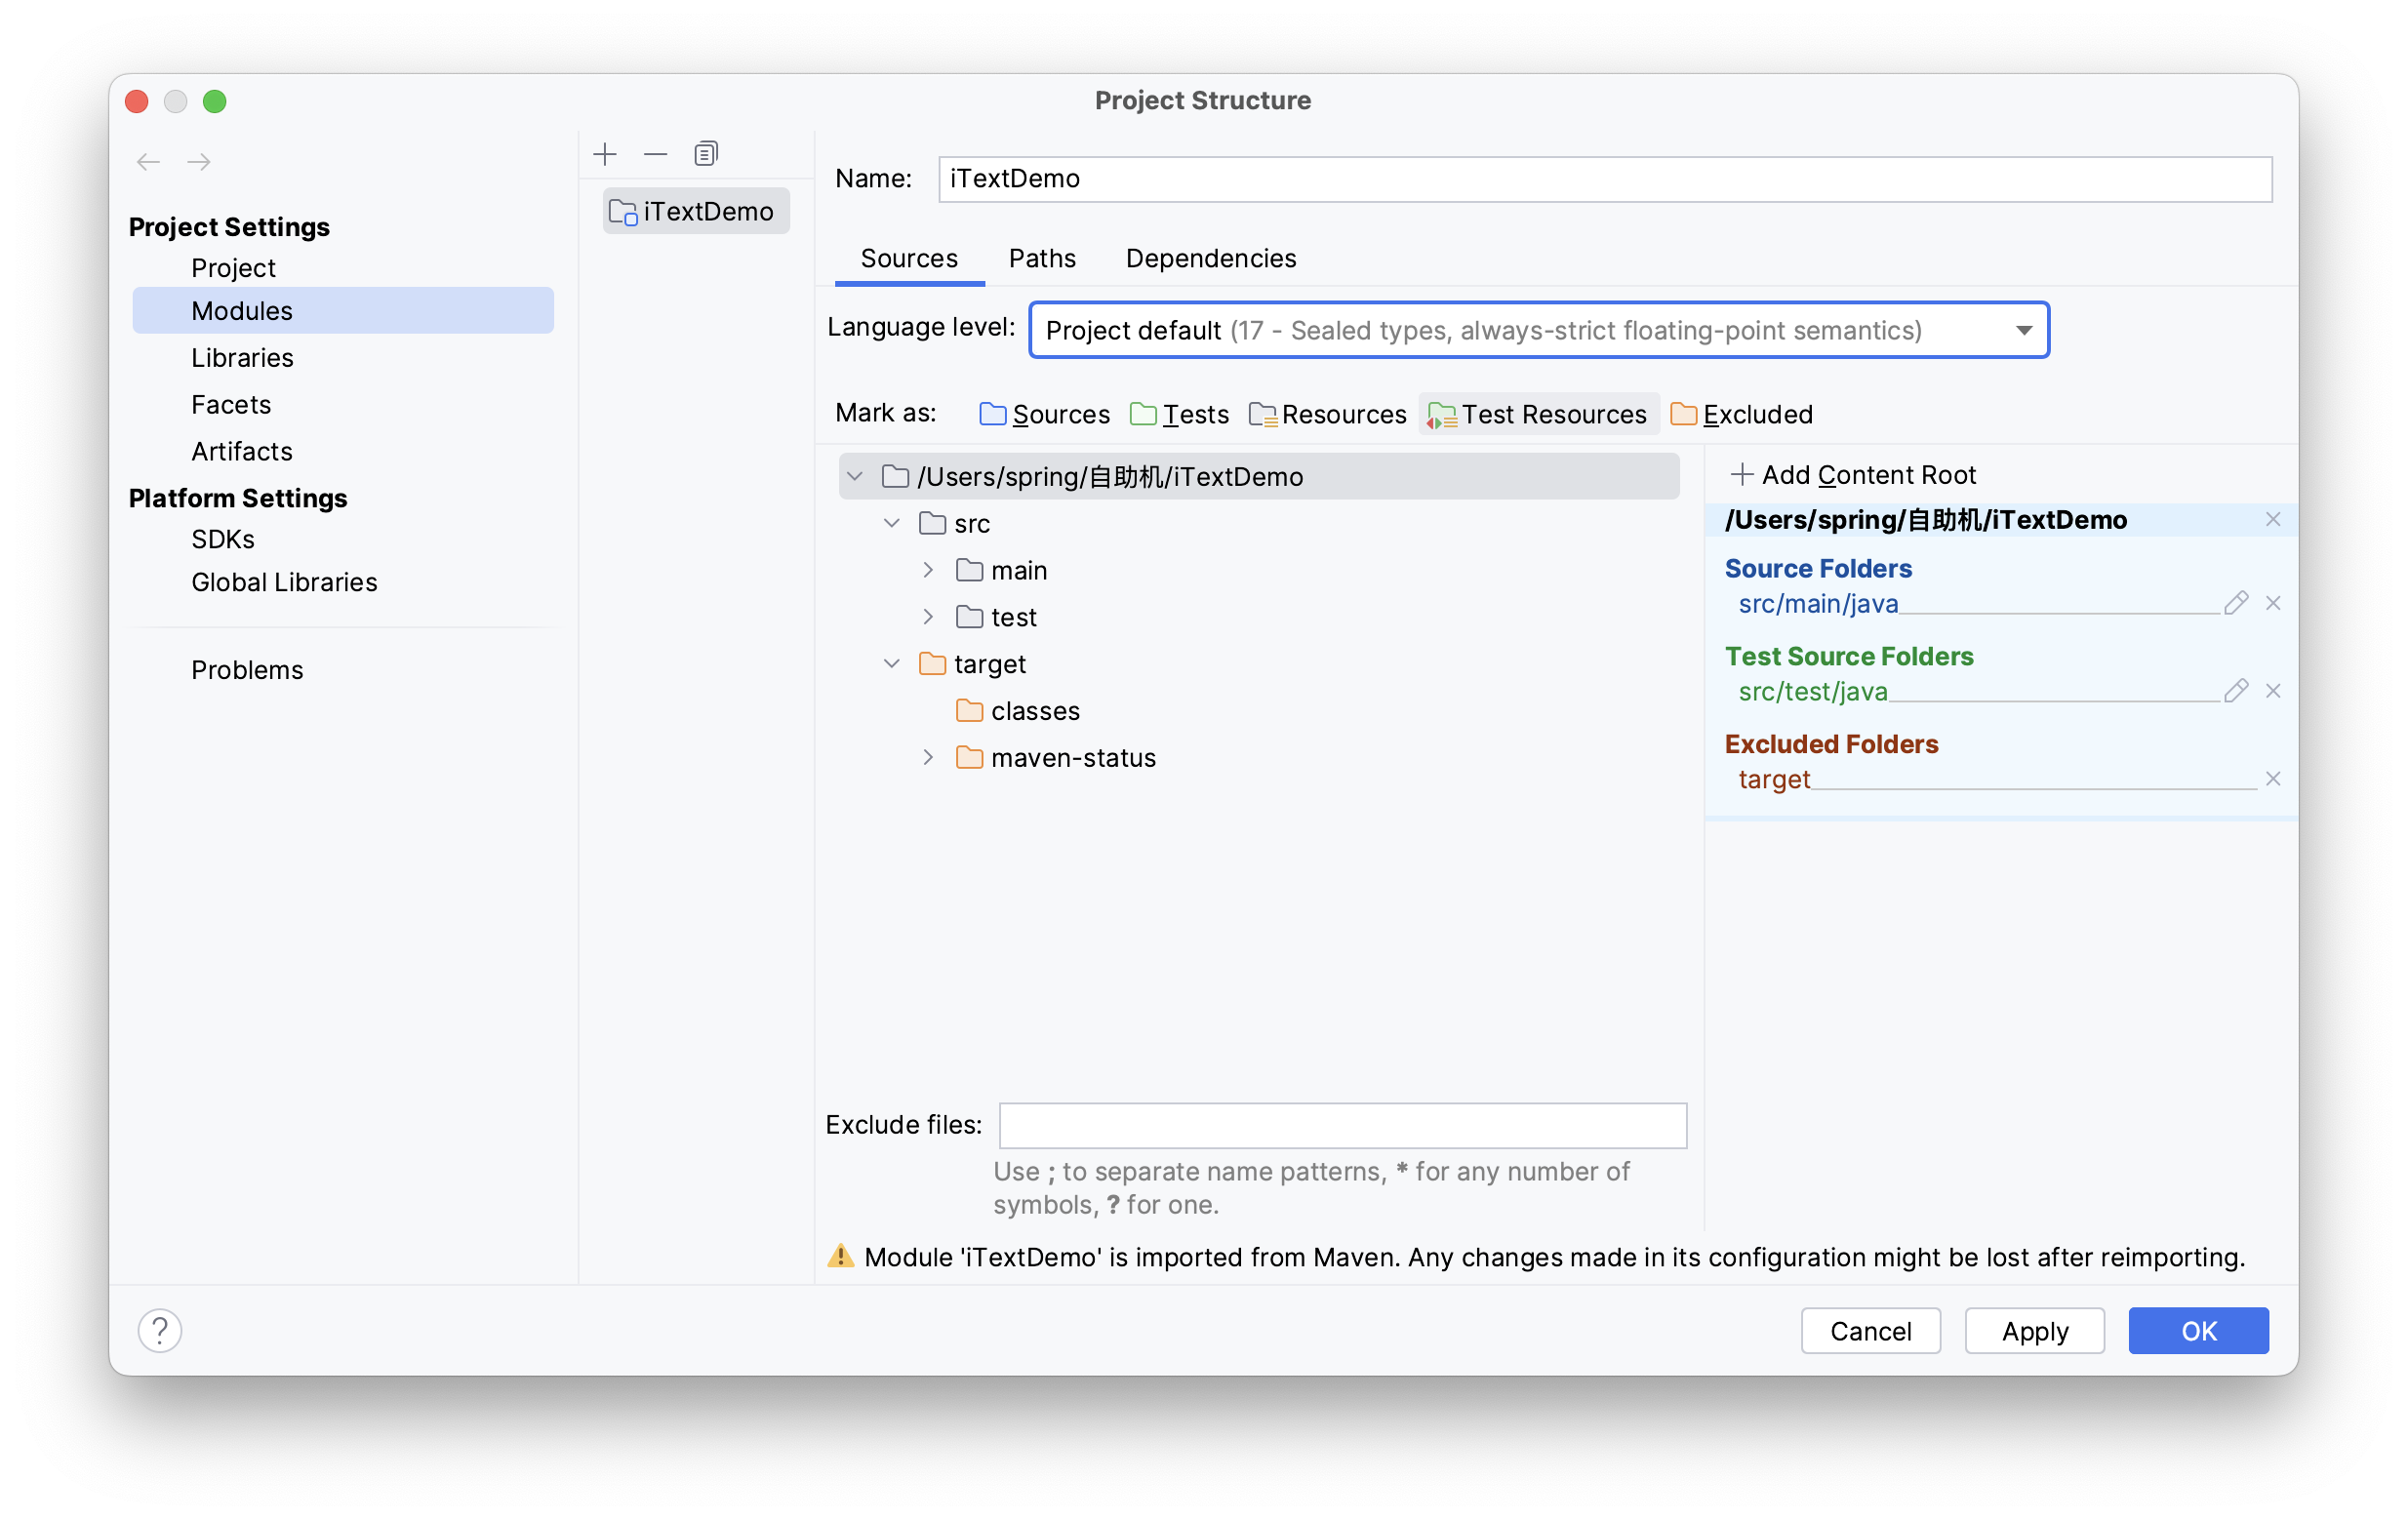 Project Structure
Project Settings
Project
Modules
Libraries
Facets
Artifacts
Platform Settings
SDKs
Global Libraries
Problems
iTextDemo
Name: iTextDemo
Sources Paths Dependencies
Language level: Project default (17 - Sealed types, always-strict floating-point semantics)
Mark as: Sources Tests Resources Test Resources Excluded
/Users/spring/自助机/iTextDemo
src
main
test
target
classes
maven-status
Add Content Root
/Users/spring/自助机/iTextDemo
Source Folders
src/main/java
Test Source Folders
src/test/java
Excluded Folders
target
Exclude files:
Use ; to separate name patterns, * for any number of
symbols, ? for one.
Module 'iTextDemo' is imported from Maven. Any changes made in its configuration might be lost after reimporting.
? Cancel Apply OK